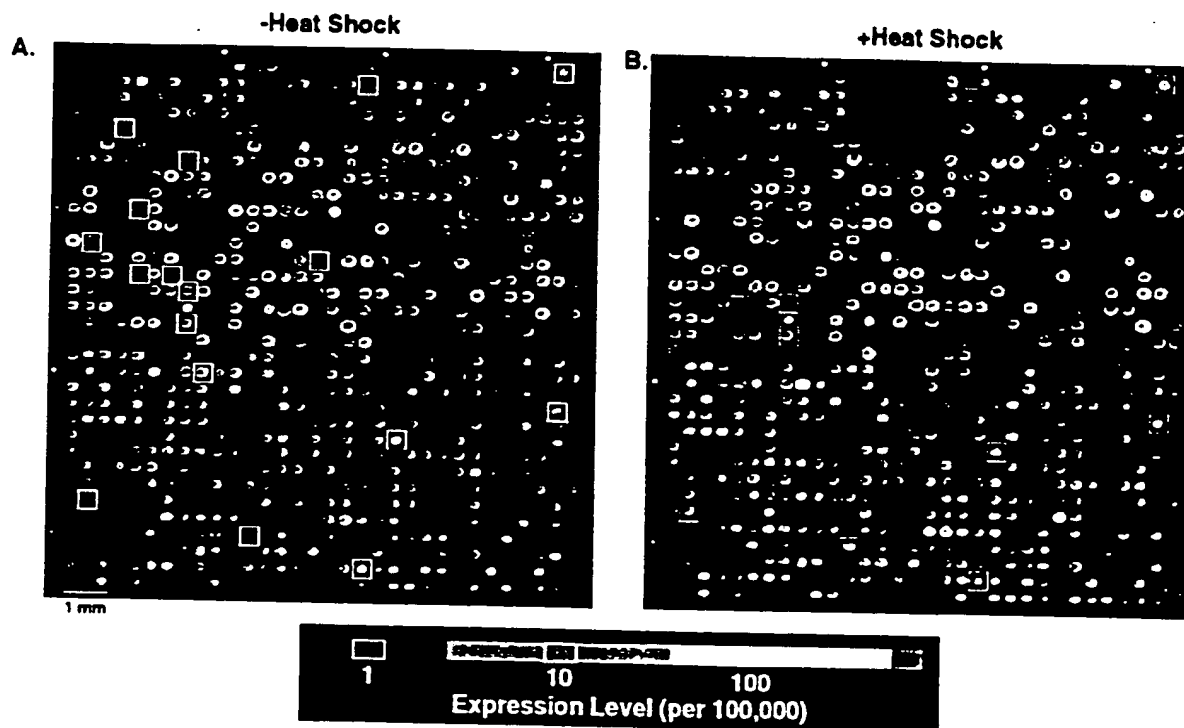 -Heat Shock
A.
+Heat Shock
B.
1 mm
1 10 100
Expression Level (per 100,000)